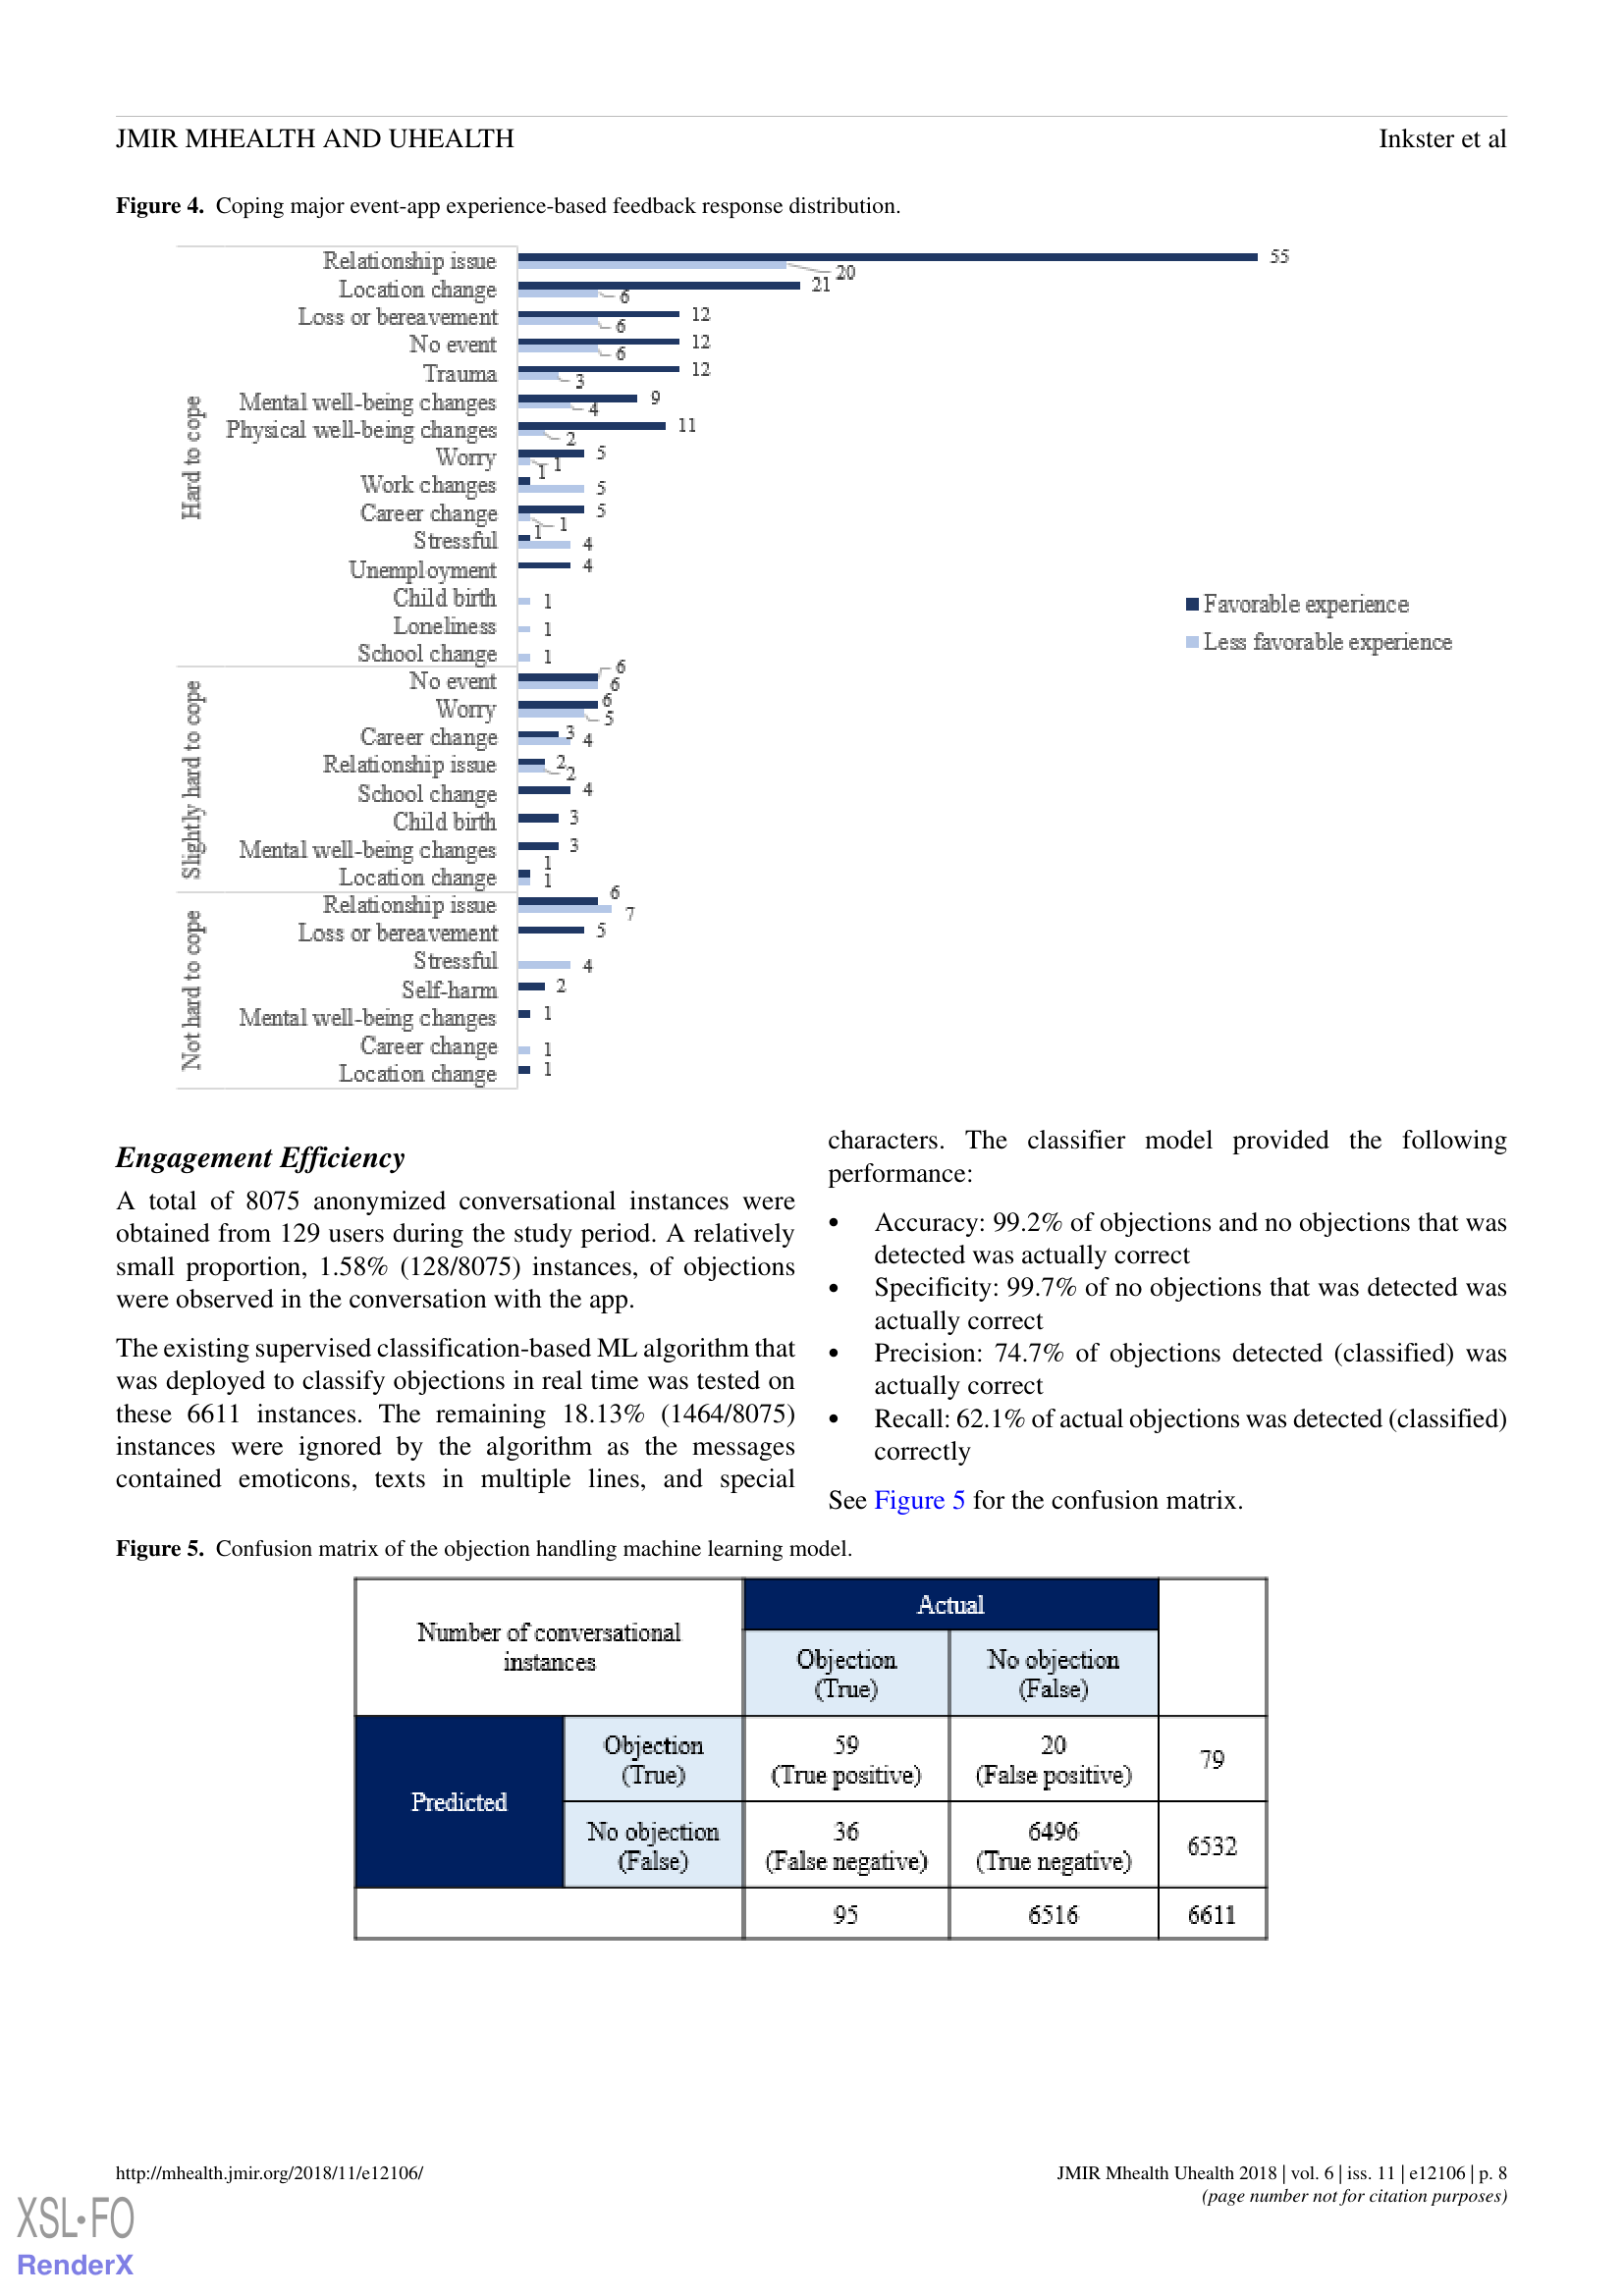 JMIR MHEALTH AND UHEALTH Inkster et al
Figure 4. Coping major event-app experience-based feedback response distribution.
Hard to cope
Relationship issue 55 20
Location change 21 6
Loss or bereavement 12 6
No event 12 6
Trauma 12 3
Mental well-being changes 9 4
Physical well-being changes 11 2
Worry 5 1
Work changes 1 5
Career change 5 1
Stressful 1 4
Unemployment 4
Child birth 1
Loneliness 1
School change 1
Slightly hard to cope
No event 6 6
Worry 6 5
Career change 3 4
Relationship issue 2 2
School change 4
Child birth 3
Mental well-being changes 3
Location change 1 1
Not hard to cope
Relationship issue 6 7
Loss or bereavement 5
Stressful 4
Self-harm 2
Mental well-being changes 1
Career change 1
Location change 1
Favorable experience
Less favorable experience
Engagement Efficiency
A total of 8075 anonymized conversational instances were
obtained from 129 users during the study period. A relatively
small proportion, 1.58% (128/8075) instances, of objections
were observed in the conversation with the app.
The existing supervised classification-based ML algorithm that
was deployed to classify objections in real time was tested on
these 6611 instances. The remaining 18.13% (1464/8075)
instances were ignored by the algorithm as the messages
contained emoticons, texts in multiple lines, and special
characters. The classifier model provided the following
performance:
• Accuracy: 99.2% of objections and no objections that was
detected was actually correct
• Specificity: 99.7% of no objections that was detected was
actually correct
• Precision: 74.7% of objections detected (classified) was
actually correct
• Recall: 62.1% of actual objections was detected (classified)
correctly
See Figure 5 for the confusion matrix.
Figure 5. Confusion matrix of the objection handling machine learning model.
Number of conversational
instances
Actual
Objection
(True)
No objection
(False)
Predicted
Objection
(True)
59
(True positive)
20
(False positive)
79
No objection
(False)
36
(False negative)
6496
(True negative)
6532
95 6516 6611
http://mhealth.jmir.org/2018/11/e12106/
JMIR Mhealth Uhealth 2018 | vol. 6 | iss. 11 | e12106 | p. 8
(page number not for citation purposes)
XSL•FO
RenderX